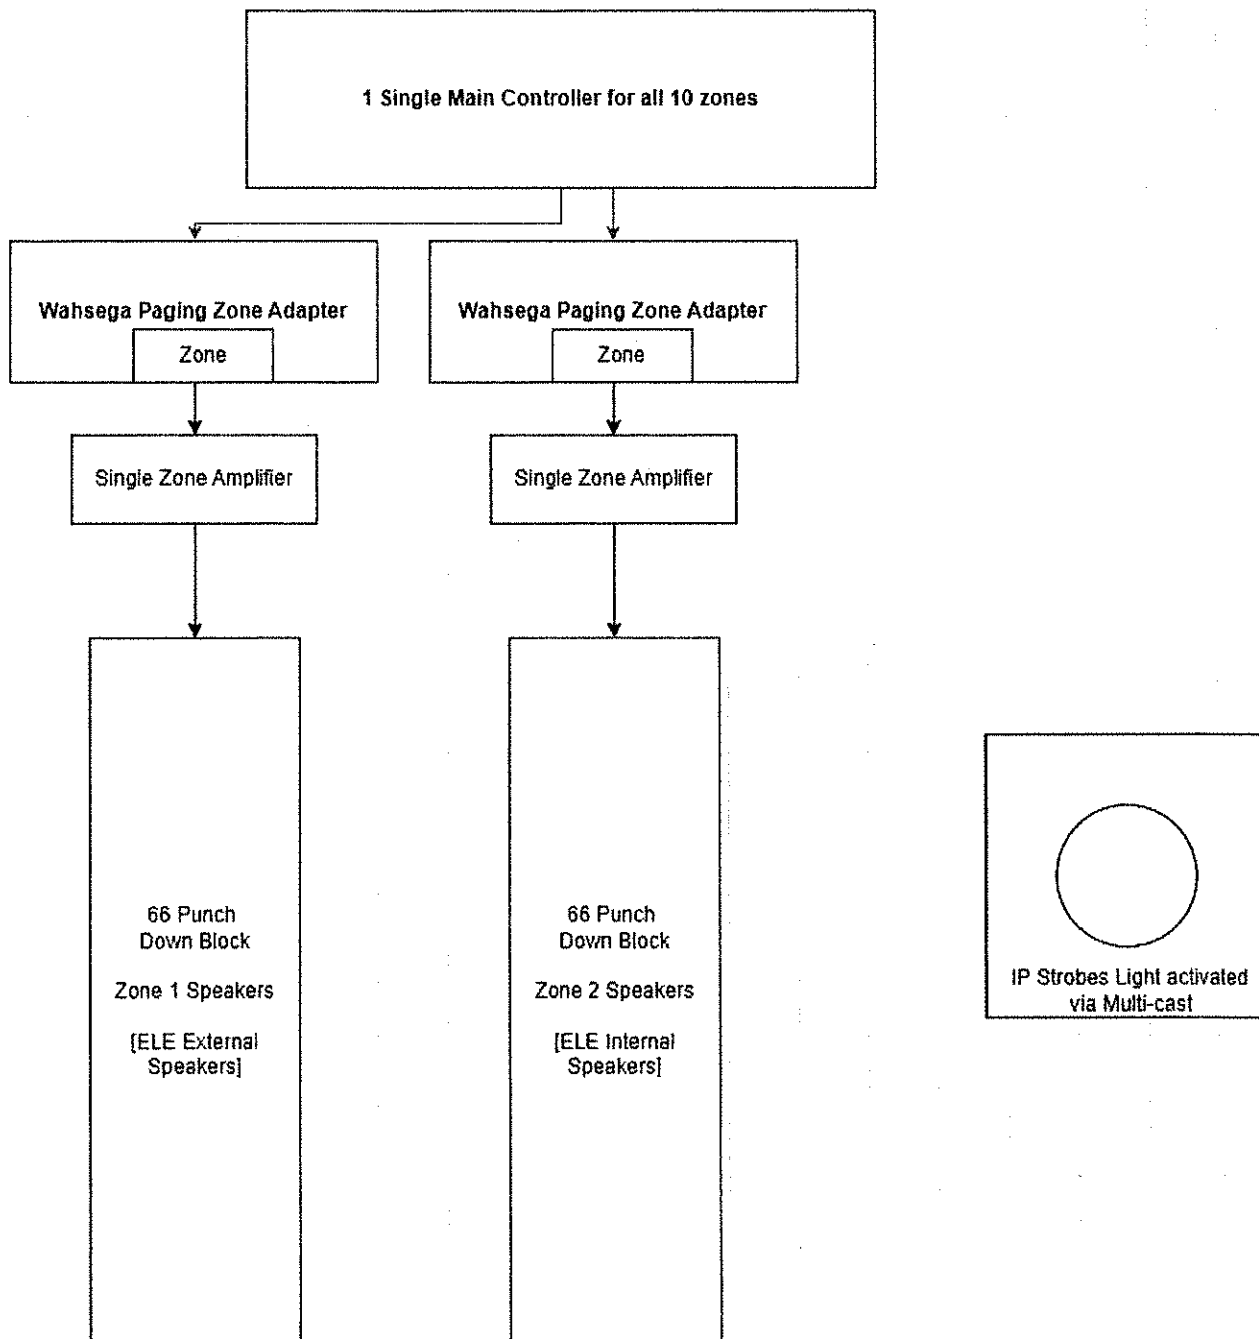 1 Single Main Controller for all 10 zones
Wahsega Paging Zone Adapter
Zone
Wahsega Paging Zone Adapter
Zone
Single Zone Amplifier
Single Zone Amplifier
66 Punch
Down Block
Zone 1 Speakers
[ELE External
Speakers]
66 Punch
Down Block
Zone 2 Speakers
[ELE Internal
Speakers]
IP Strobes Light activated
via Multi-cast